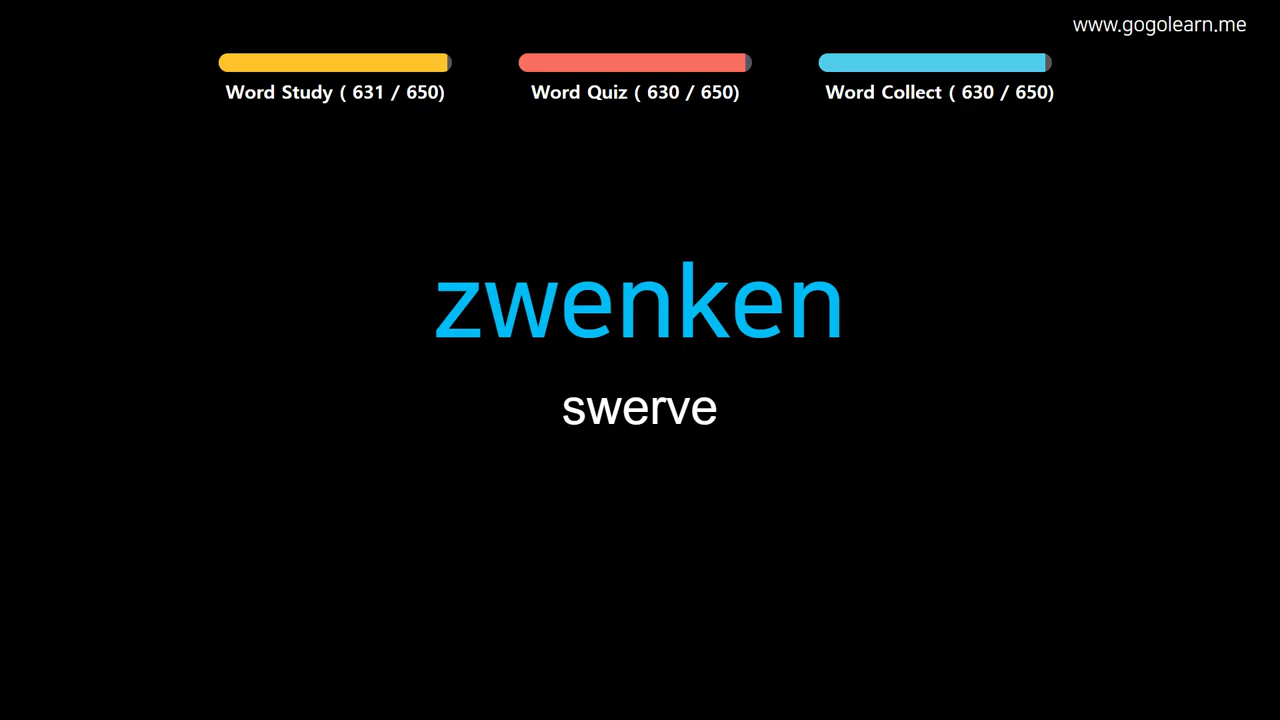 www.gogolearn.me
Word Study ( 631 / 650)
Word Quiz ( 630 / 650)
Word Collect ( 630 / 650)
zwenken
swerve